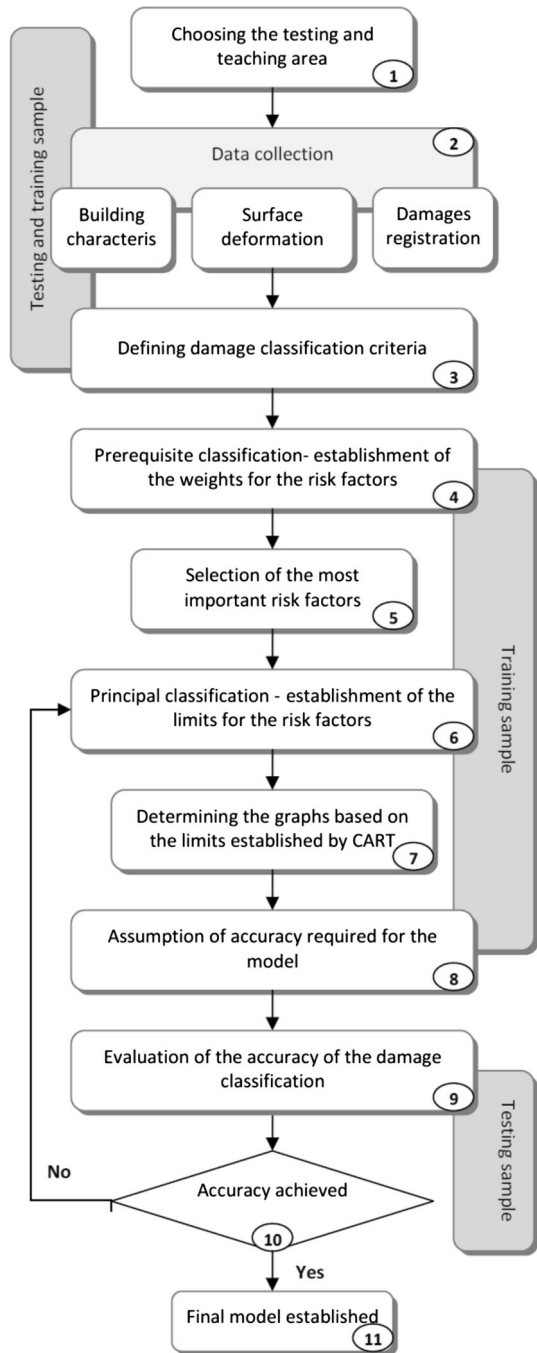 Choosing the testing and
teaching area
1
Testing and training sample
2
Data collection
Building
characteris
Surface
deformation
Damages
registration
Defining damage classification criteria
3
Prerequisite classification- establishment of
the weights for the risk factors
4
Training sample
Selection of the most
important risk factors
5
Principal classification - establishment of the
limits for the risk factors
6
Determining the graphs based on
the limits established by CART
7
Assumption of accuracy required for the
model
8
Evaluation of the accuracy of the damage
classification
9
Testing sample
No
Accuracy achieved
10
Yes
Final model established
11